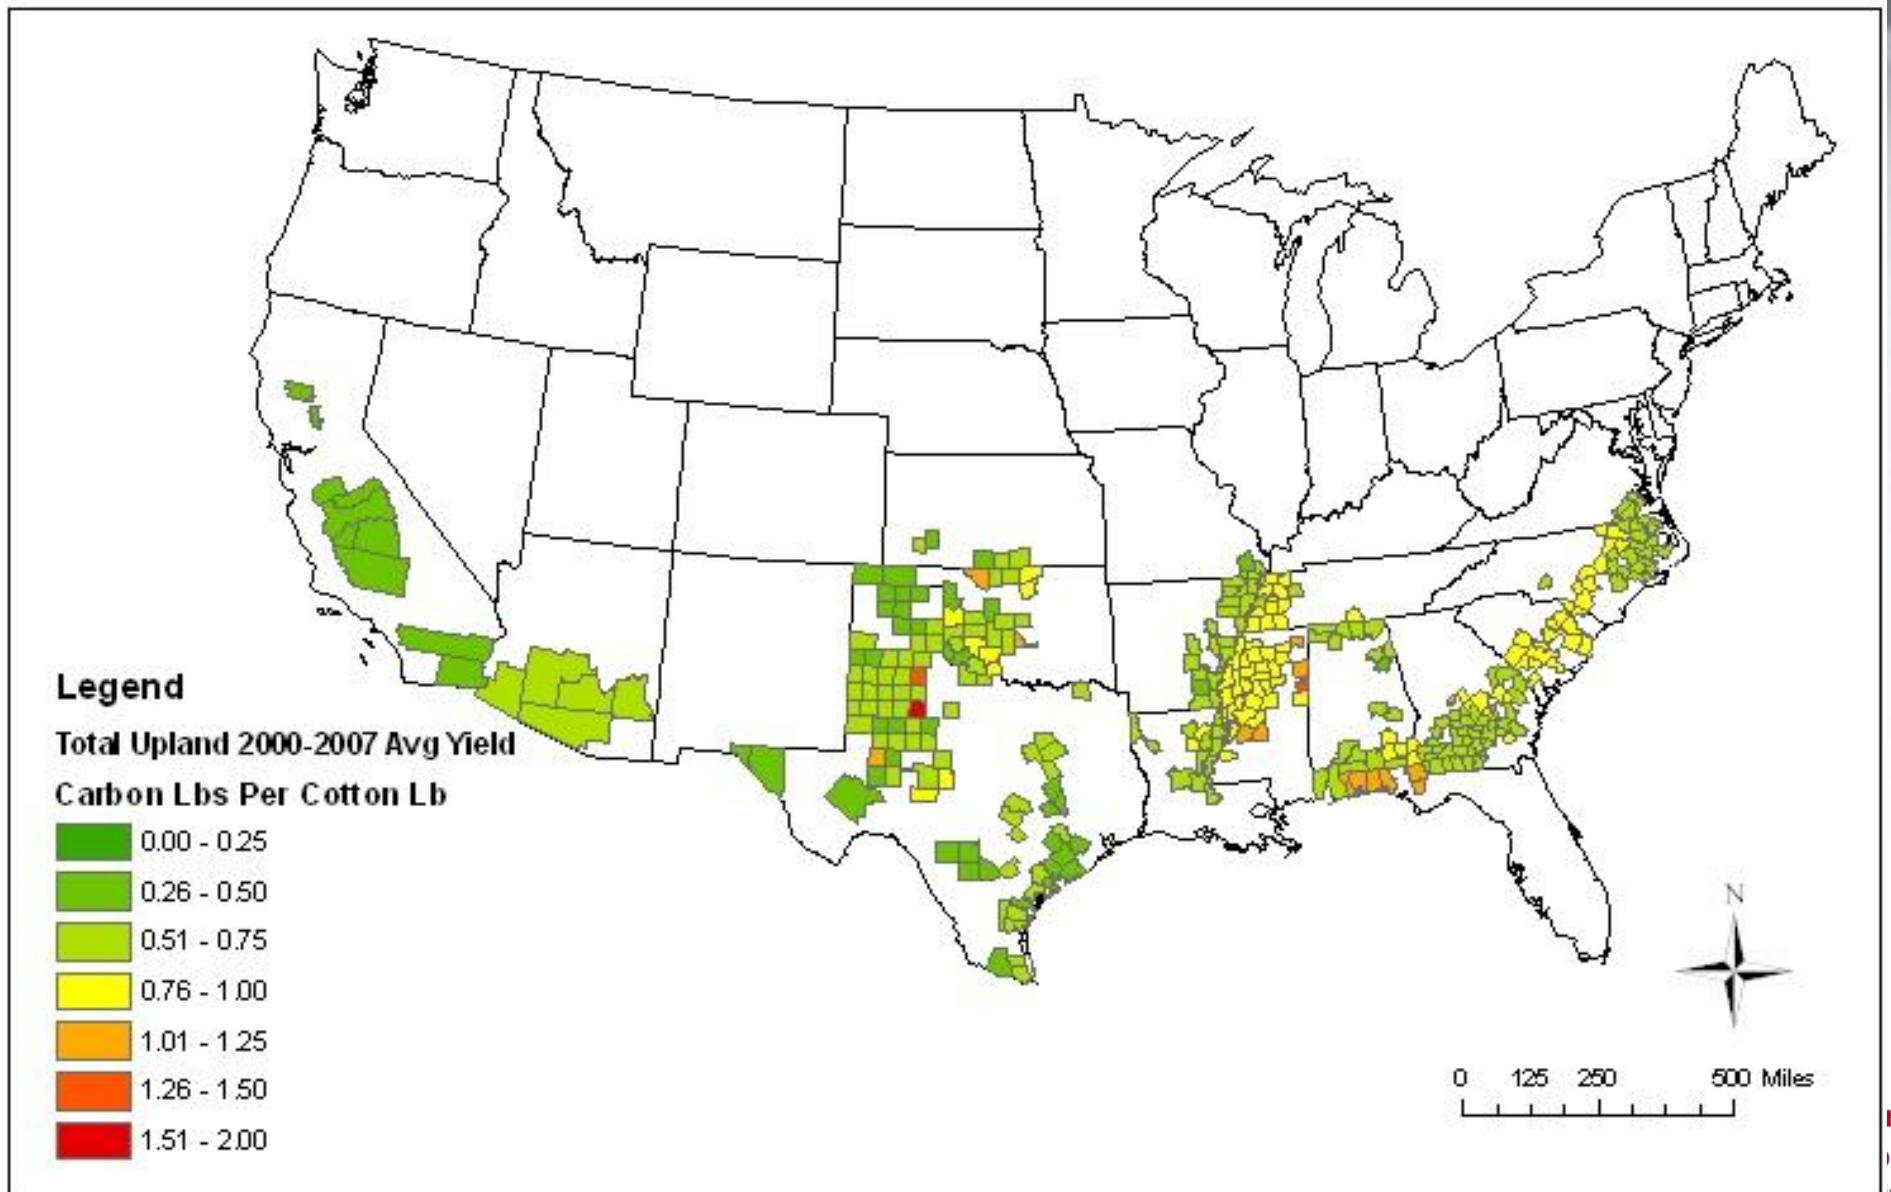 Legend
Total Upland 2000-2007 Avg Yield
Carbon Lbs Per Cotton Lb
0.00 - 0.25
0.26 - 0.50
0.51 - 0.75
0.76 - 1.00
1.01 - 1.25
1.26 - 1.50
1.51 - 2.00
N
0 125 250 500 Miles